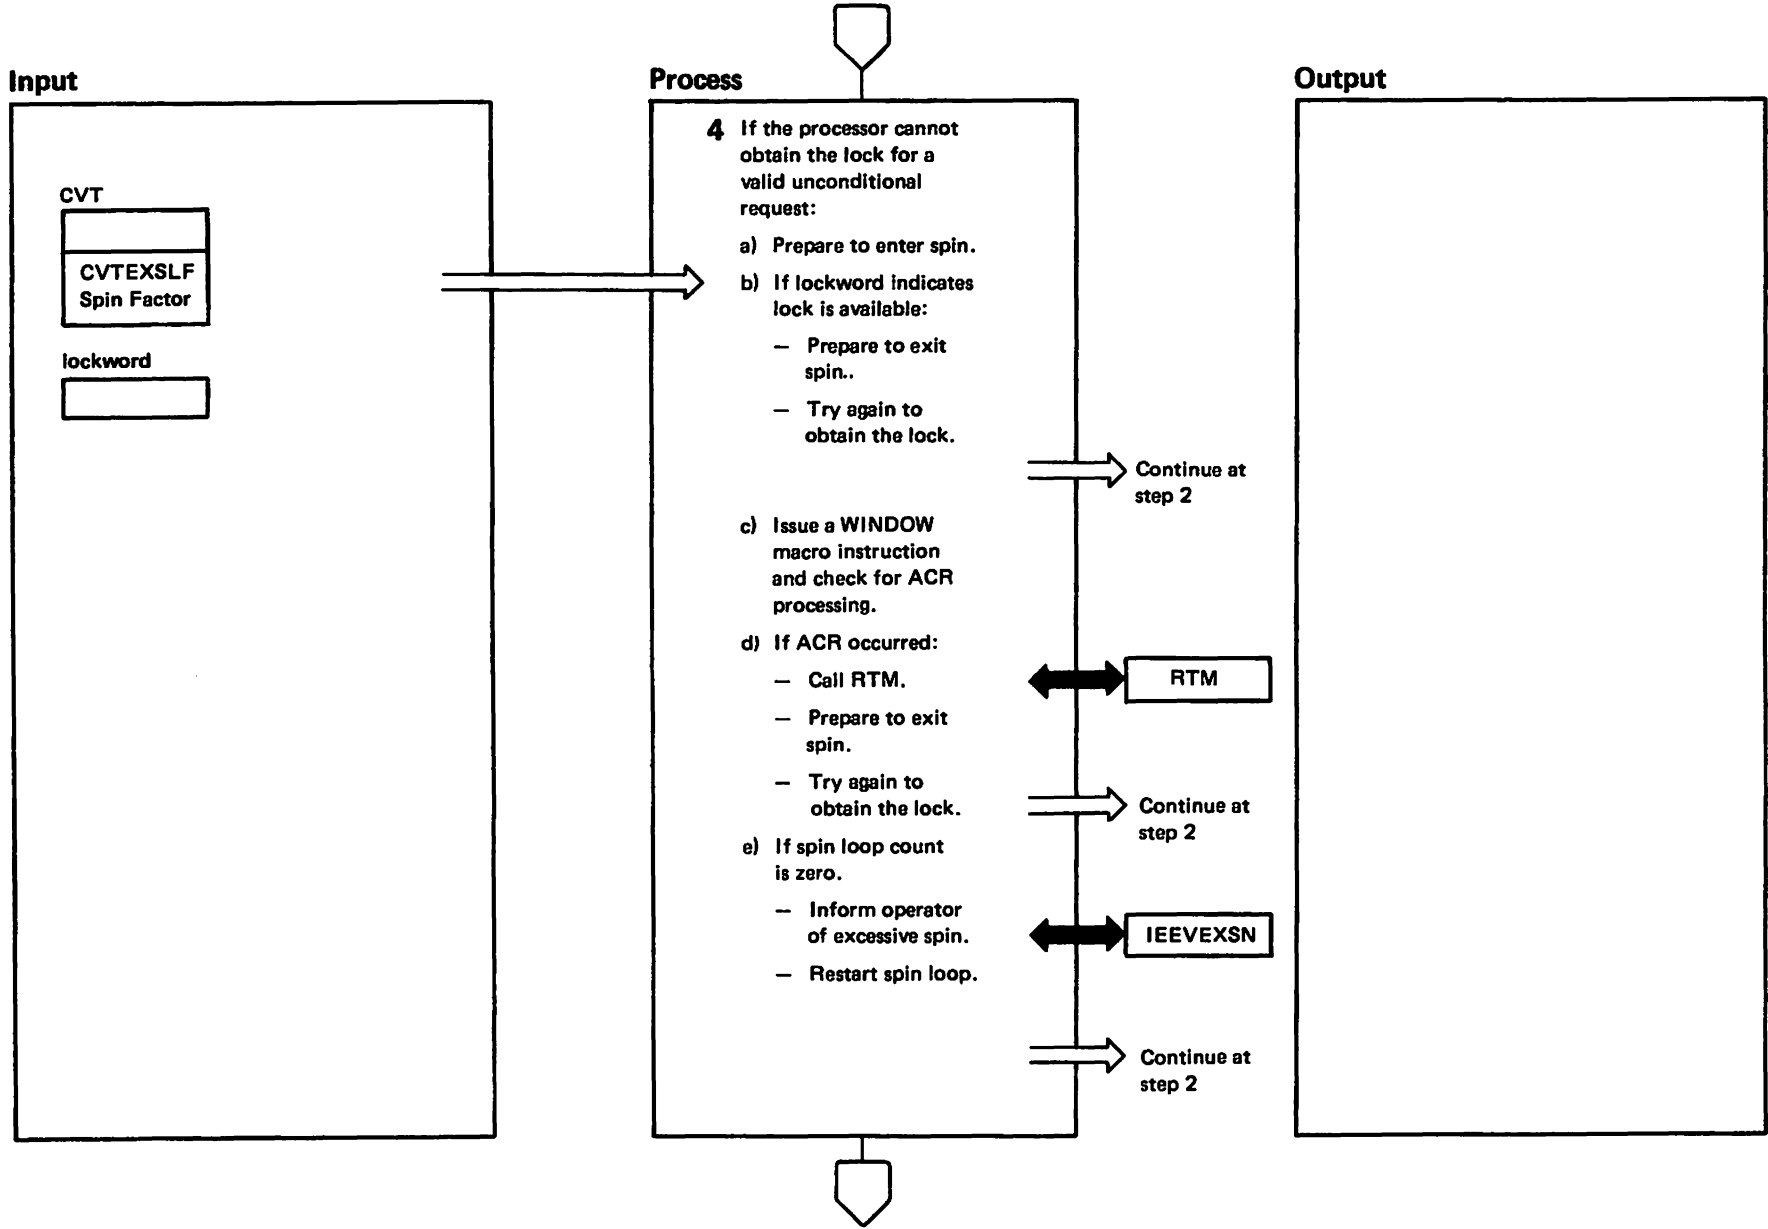 Input
CVT
CVTEXSLF
Spin Factor
lockword
Process
4 If the processor cannot
obtain the lock for a
valid unconditional
request:
a) Prepare to enter spin.
b) If lockword indicates
lock is available:
— Prepare to exit
spin..
— Try again to
obtain the lock.
Continue at
step 2
c) Issue a WINDOW
macro instruction
and check for ACR
processing.
d) If ACR occurred:
— Call RTM.
RTM
— Prepare to exit
spin.
— Try again to
obtain the lock.
Continue at
step 2
e) If spin loop count
is zero.
— Inform operator
of excessive spin.
IEEVEXSN
— Restart spin loop.
Continue at
step 2
Output